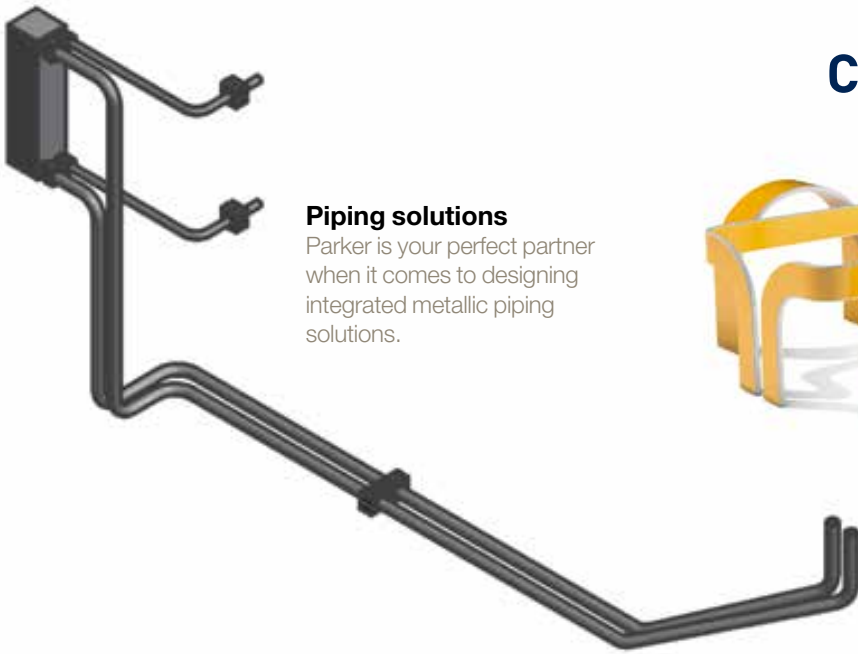 C
Piping solutions
Parker is your perfect partner
when it comes to designing
integrated metallic piping
solutions.